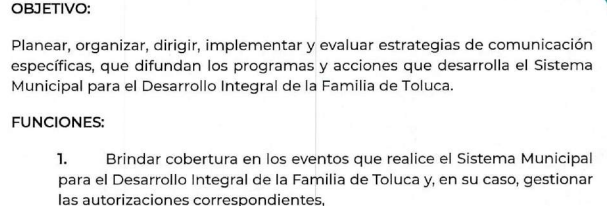 OBJETIVO:
Planear, organizar, dirigir, implementar y evaluar estrategias de comunicación
específicas, que difundan los programas y acciones que desarrolla el Sistema
Municipal para el Desarrollo Integral de la Familia de Toluca.
FUNCIONES:
1. Brindar cobertura en los eventos que realice el Sistema Municipal
para el Desarrollo Integral de la Familia de Toluca y, en su caso, gestionar
las autorizaciones correspondientes,